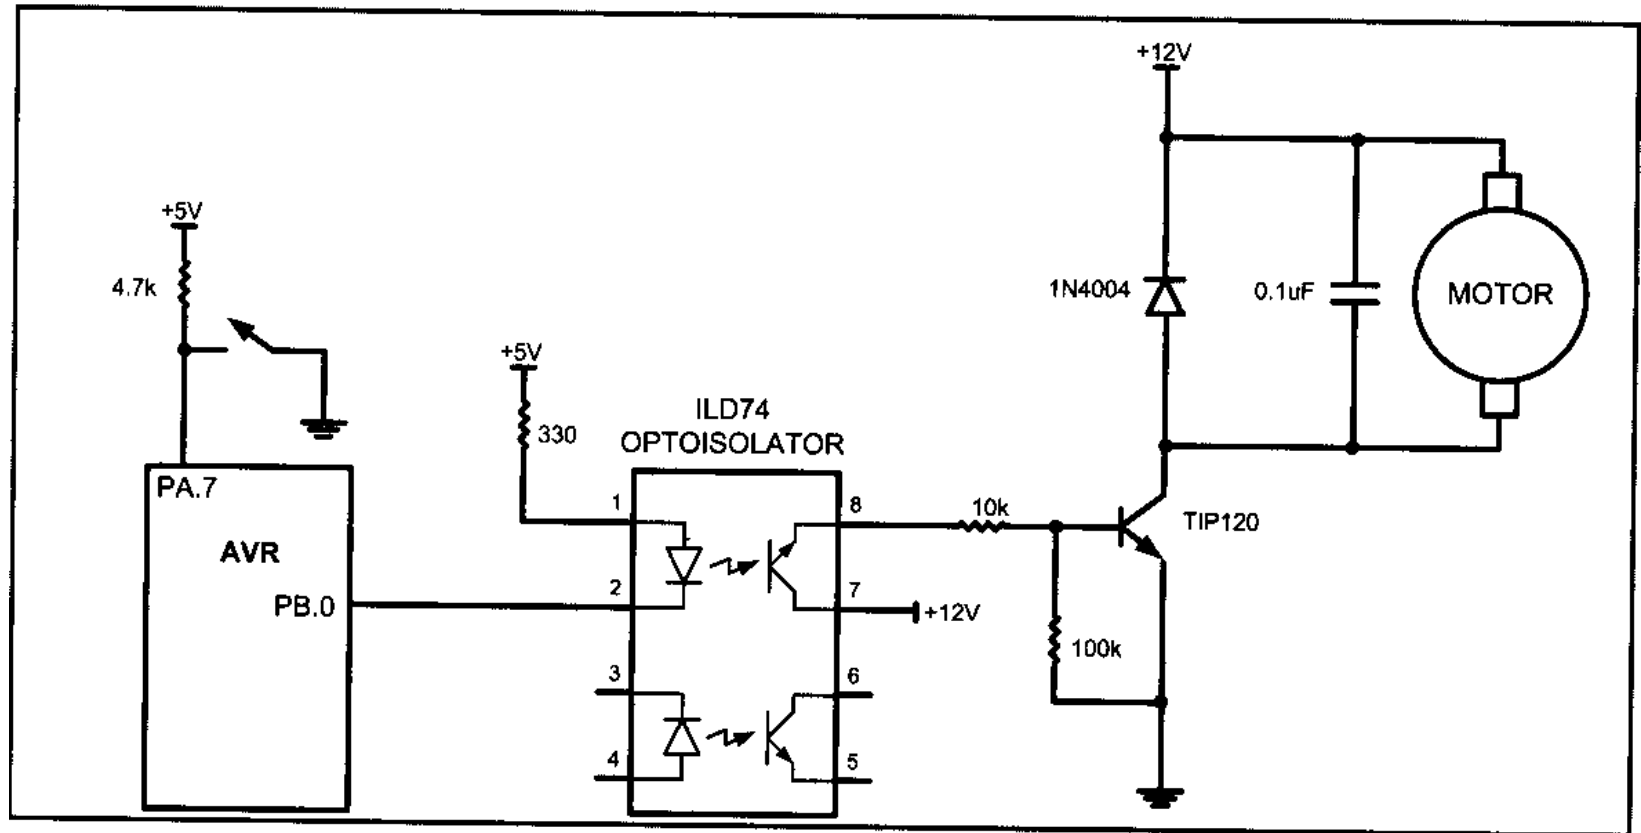 +12V
+5V
4.7k
1N4004
0.1uF
MOTOR
+5V
330
ILD74
OPTOISOLATOR
PA.7
AVR
PB.0
1
2
3
4
8
7
6
5
10k
+12V
100k
TIP120